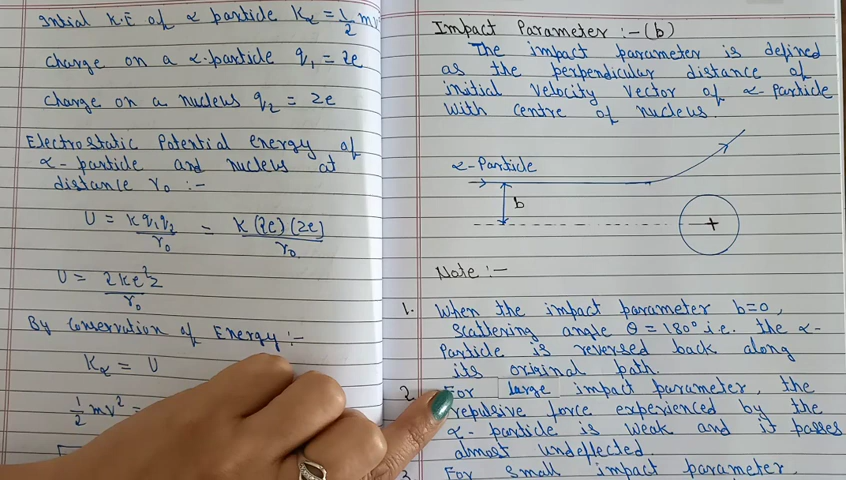 Initial K.E of α particle Kα = 1/2 mv
charge on a α-particle q₁ = 2e
charge on a nucleus q₂ = Ze
Electrostatic Potential energy of
α-particle and nucleus at
distance r₀ :-
U = Kq₁q₂/r₀ = K(2e)(Ze)/r₀
U = 2Ke²Z/r₀
By Conservation of Energy :-
Kα = U
1/2 mv² =
Impact Parameter :- (b)
The impact parameter is defined
as the perpendicular distance of
initial velocity vector of α-particle
with centre of nucleus.
α-Particle
b
+
Note :-
1. When the impact parameter b=0,
Scattering angle θ = 180° i.e. the α-
Particle is reversed back along
its original path.
2 For large impact parameter, the
repulsive force experienced by the
α-particle is weak and it passes
almost undeflected.
3 For small impact parameter,